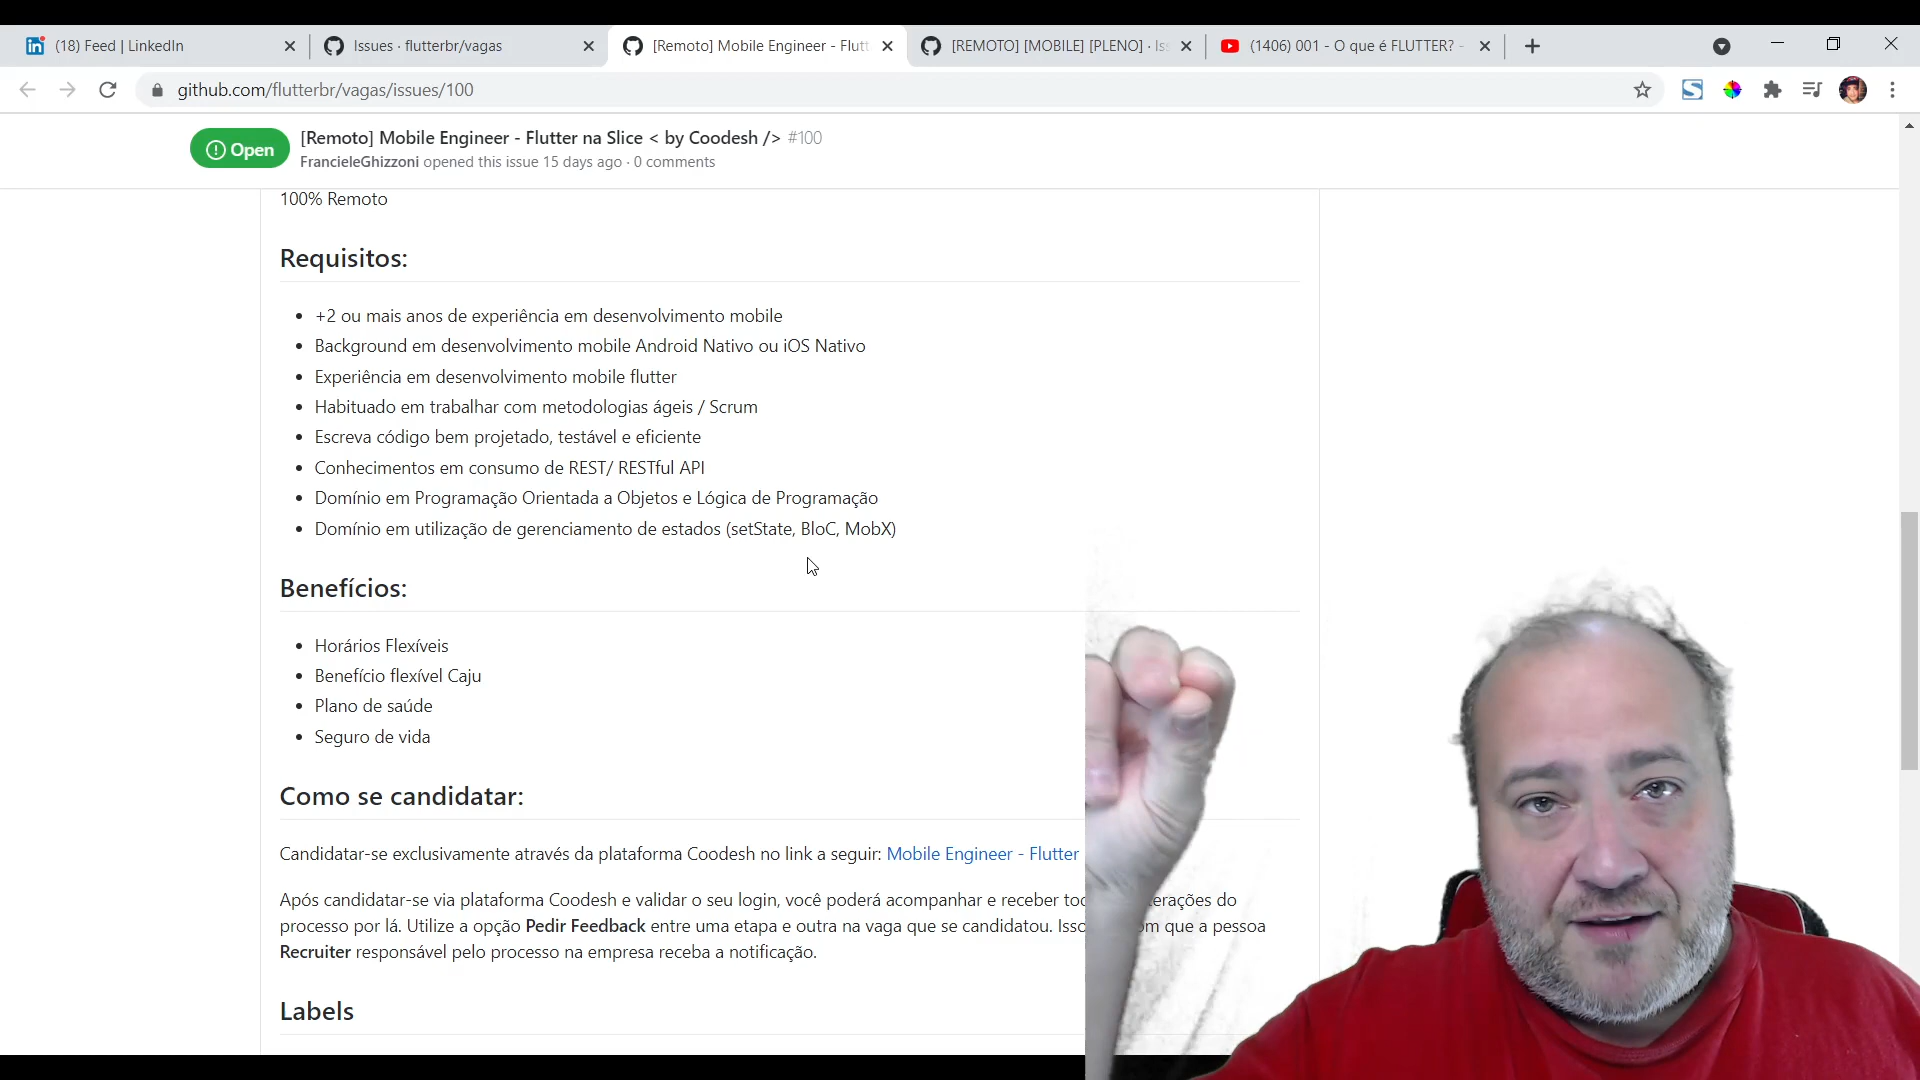 (18) Feed | LinkedIn
Issues · flutterbr/vagas
[Remoto] Mobile Engineer - Flutt
[REMOTO] [MOBILE] [PLENO] · Is
(1406) 001 - O que é FLUTTER? -
github.com/flutterbr/vagas/issues/100
Open
[Remoto] Mobile Engineer - Flutter na Slice < by Coodesh /> #100
FrancieleGhizzoni opened this issue 15 days ago · 0 comments
100% Remoto
Requisitos:
+2 ou mais anos de experiência em desenvolvimento mobile
Background em desenvolvimento mobile Android Nativo ou iOS Nativo
Experiência em desenvolvimento mobile flutter
Habituado em trabalhar com metodologias ágeis / Scrum
Escreva código bem projetado, testável e eficiente
Conhecimentos em consumo de REST/ RESTful API
Domínio em Programação Orientada a Objetos e Lógica de Programação
Domínio em utilização de gerenciamento de estados (setState, BloC, MobX)
Benefícios:
Horários Flexíveis
Benefício flexível Caju
Plano de saúde
Seguro de vida
Como se candidatar:
Candidatar-se exclusivamente através da plataforma Coodesh no link a seguir: Mobile Engineer - Flutter
Após candidatar-se via plataforma Coodesh e validar o seu login, você poderá acompanhar e receber do
processo por lá. Utilize a opção Pedir Feedback entre uma etapa e outra na vaga que se candidatou. que a pessoa
Recruiter responsável pelo processo na empresa receba a notificação.
Labels